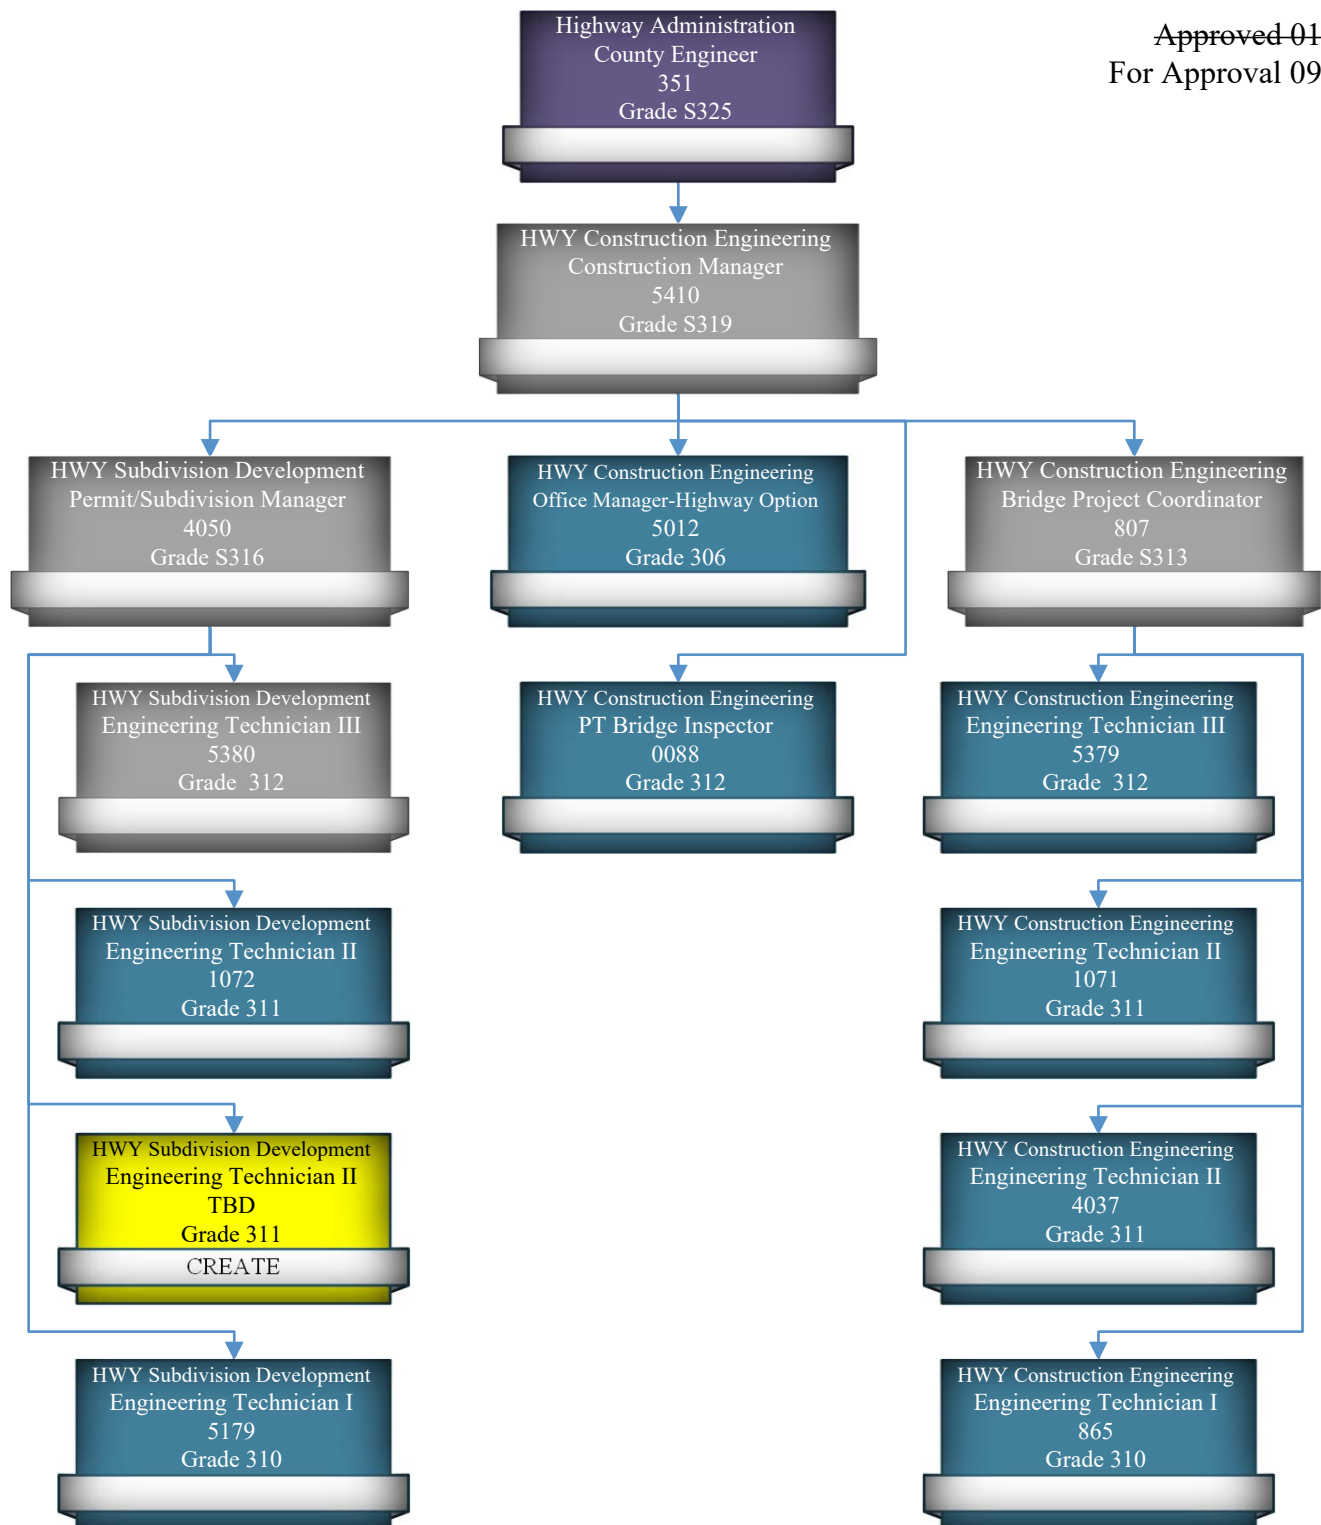 Highway Administration
County Engineer
351
Grade S325
Approved 01
For Approval 09
HWY Construction Engineering
Construction Manager
5410
Grade S319
HWY Subdivision Development
Permit/Subdivision Manager
4050
Grade S316
HWY Construction Engineering
Office Manager-Highway Option
5012
Grade 306
HWY Construction Engineering
Bridge Project Coordinator
807
Grade S313
HWY Subdivision Development
Engineering Technician III
5380
Grade 312
HWY Construction Engineering
PT Bridge Inspector
0088
Grade 312
HWY Construction Engineering
Engineering Technician III
5379
Grade 312
HWY Subdivision Development
Engineering Technician II
1072
Grade 311
HWY Construction Engineering
Engineering Technician II
1071
Grade 311
HWY Subdivision Development
Engineering Technician II
TBD
Grade 311
CREATE
HWY Construction Engineering
Engineering Technician II
4037
Grade 311
HWY Subdivision Development
Engineering Technician I
5179
Grade 310
HWY Construction Engineering
Engineering Technician I
865
Grade 310